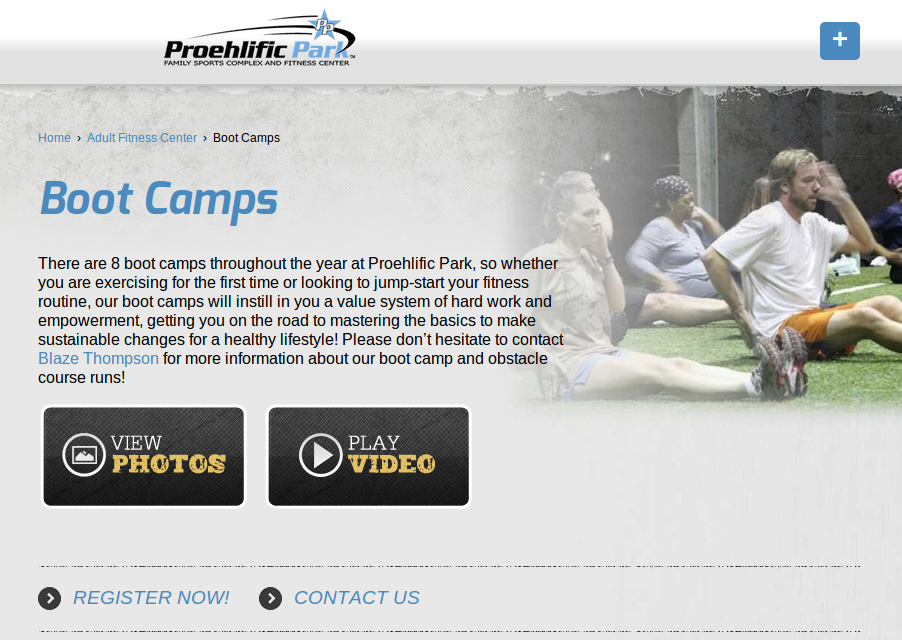 PP
Proehlific Park™
FAMILY SPORTS COMPLEX AND FITNESS CENTER
+
Home › Adult Fitness Center › Boot Camps
Boot Camps
There are 8 boot camps throughout the year at Proehlific Park, so whether
you are exercising for the first time or looking to jump-start your fitness
routine, our boot camps will instill in you a value system of hard work and
empowerment, getting you on the road to mastering the basics to make
sustainable changes for a healthy lifestyle! Please don’t hesitate to contact
Blaze Thompson for more information about our boot camp and obstacle
course runs!
VIEW
PHOTOS
PLAY
VIDEO
REGISTER NOW!
CONTACT US